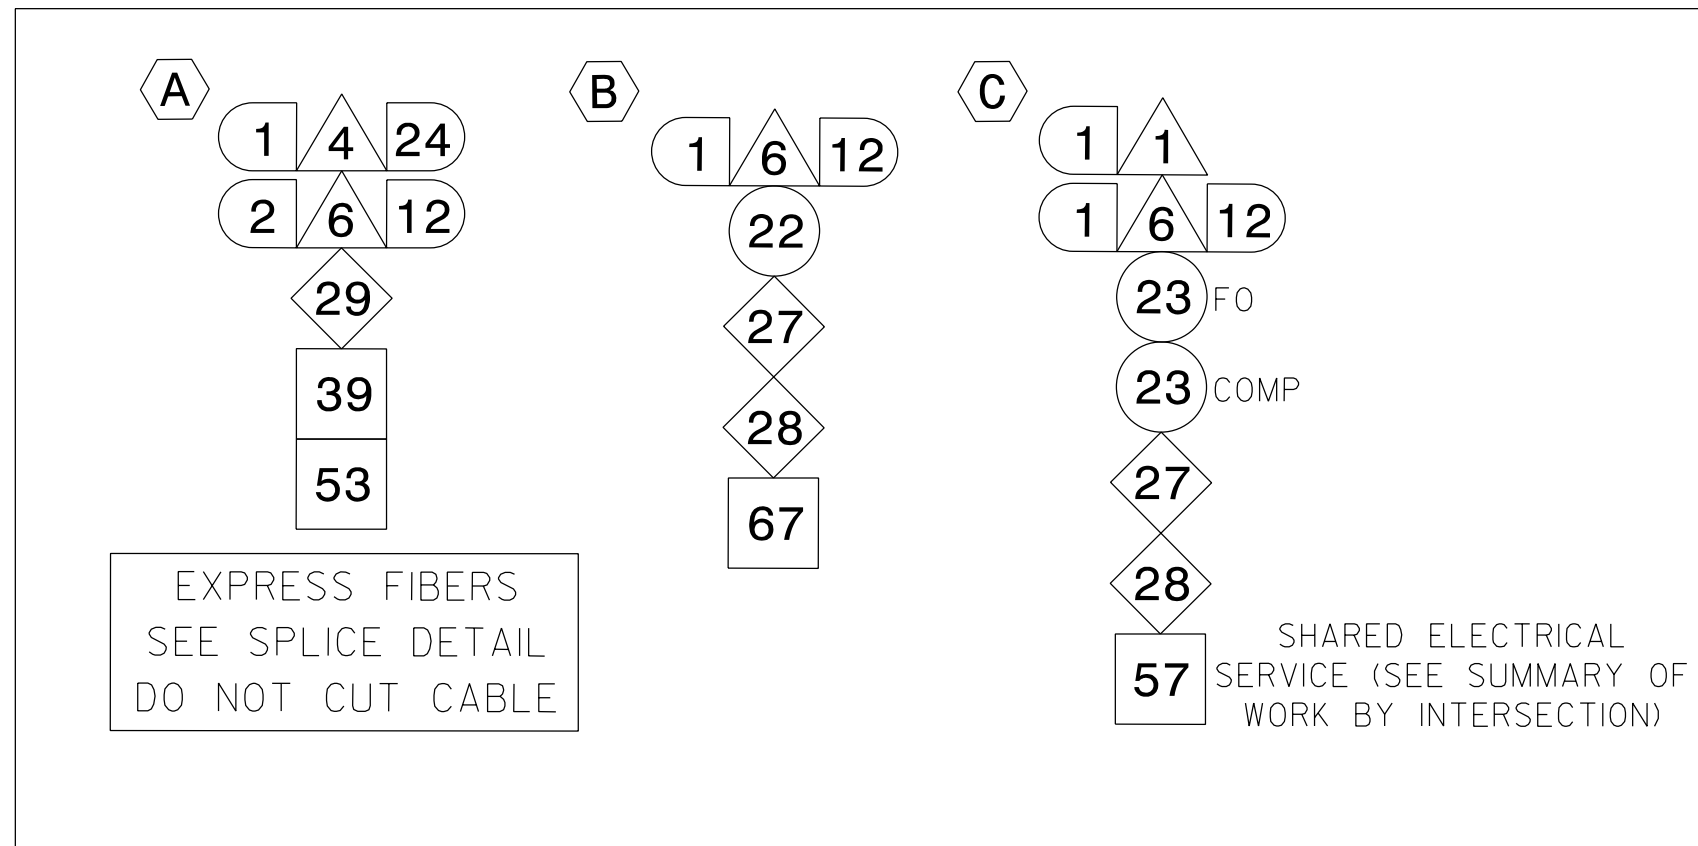 A
1 4 24
2 6 12
29
39
53
EXPRESS FIBERS
SEE SPLICE DETAIL
DO NOT CUT CABLE
B
1 6 12
22
27
28
67
C
1 1
1 6 12
23 FO
23 COMP
27
28
57
SHARED ELECTRICAL
SERVICE (SEE SUMMARY OF
WORK BY INTERSECTION)